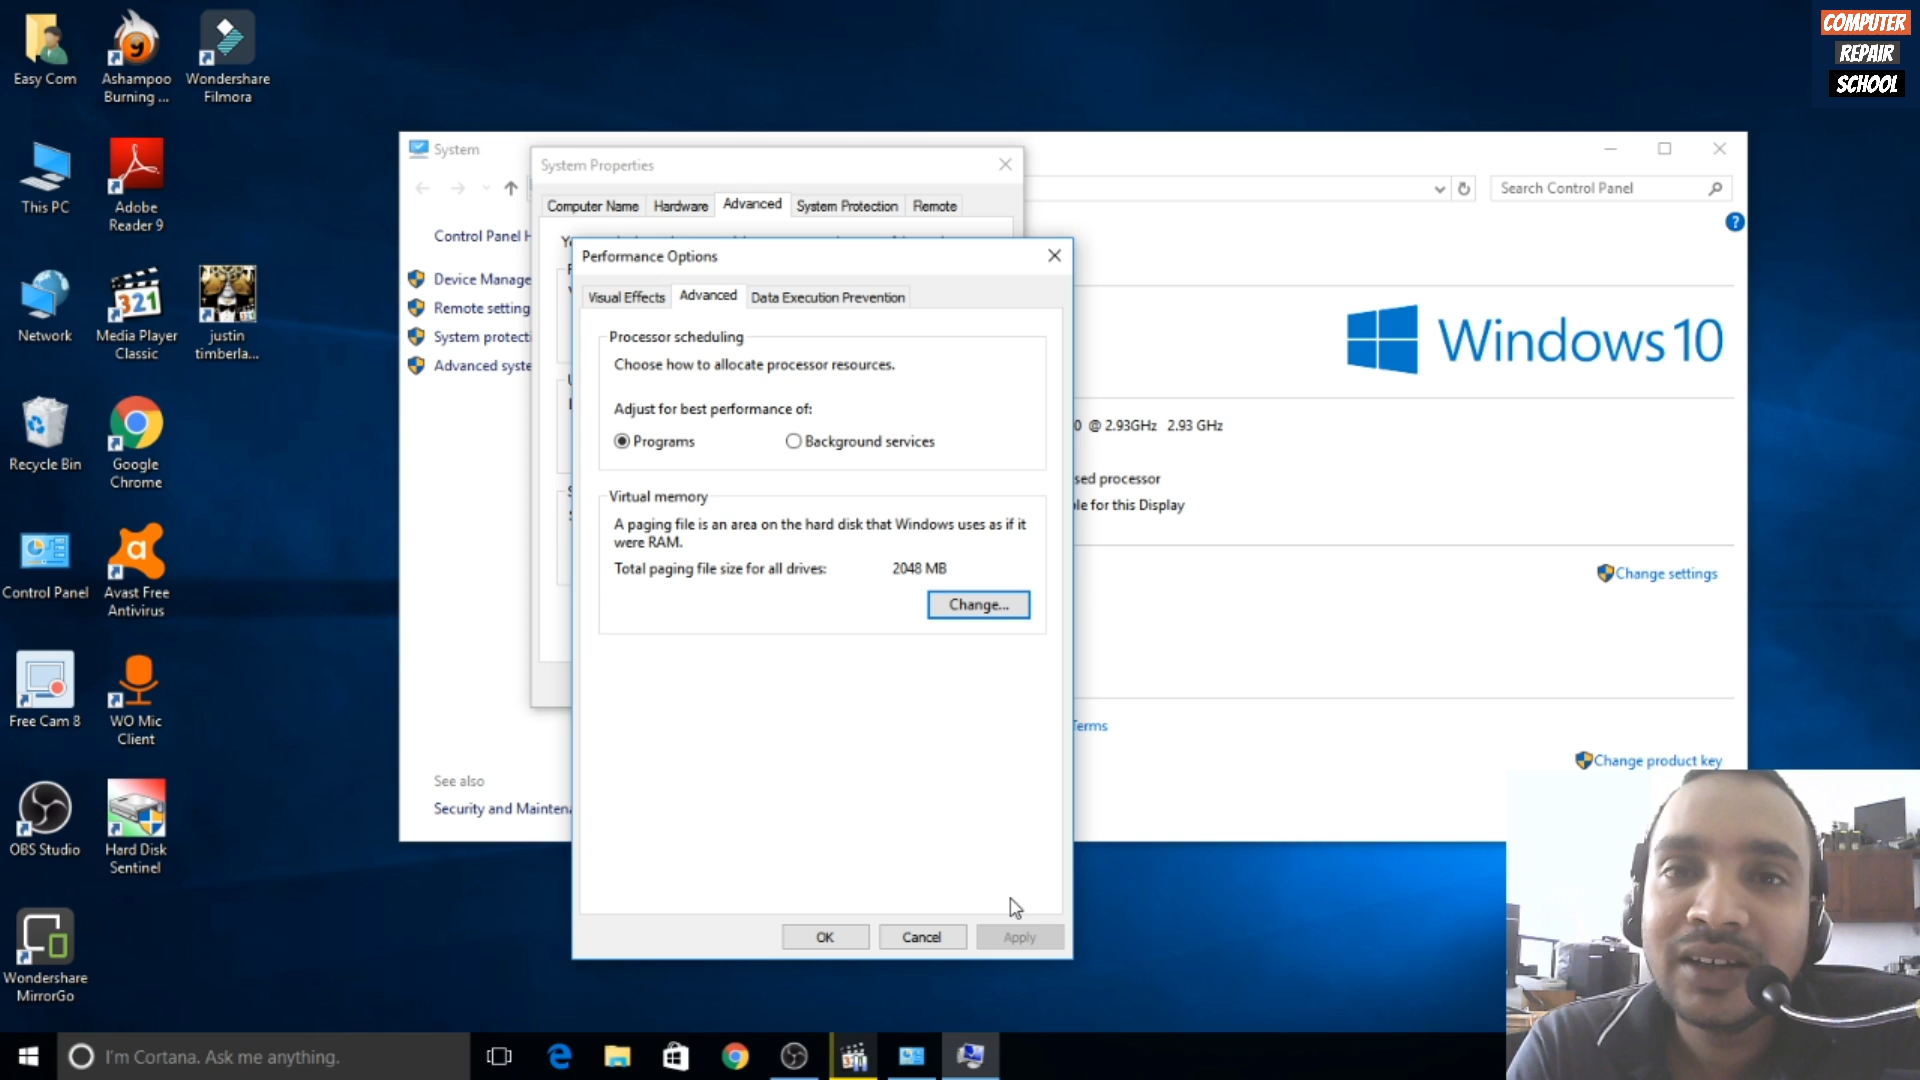 COMPUTER
REPAIR
SCHOOL
Easy Com
Ashampoo
Burning ...
Wondershare
Filmora
This PC
Adobe
Reader 9
Network
Media Player
Classic
justin
timberla...
Recycle Bin
Google
Chrome
Control Panel
Avast Free
Antivirus
Free Cam 8
WO Mic
Client
OBS Studio
Hard Disk
Sentinel
Wondershare
MirrorGo
System
Search Control Panel
Control Panel H
Device Manage
Remote setting
System protecti
Advanced syste
See also
Security and Maintena
Windows 10
0 @ 2.93GHz 2.93 GHz
sed processor
le for this Display
Change settings
Terms
Change product key
System Properties
Computer Name
Hardware
Advanced
System Protection
Remote
Performance Options
Visual Effects
Advanced
Data Execution Prevention
Processor scheduling
Choose how to allocate processor resources.
Adjust for best performance of:
Programs
Background services
Virtual memory
A paging file is an area on the hard disk that Windows uses as if it
were RAM.
Total paging file size for all drives: 2048 MB
Change...
OK
Cancel
Apply
I'm Cortana. Ask me anything.